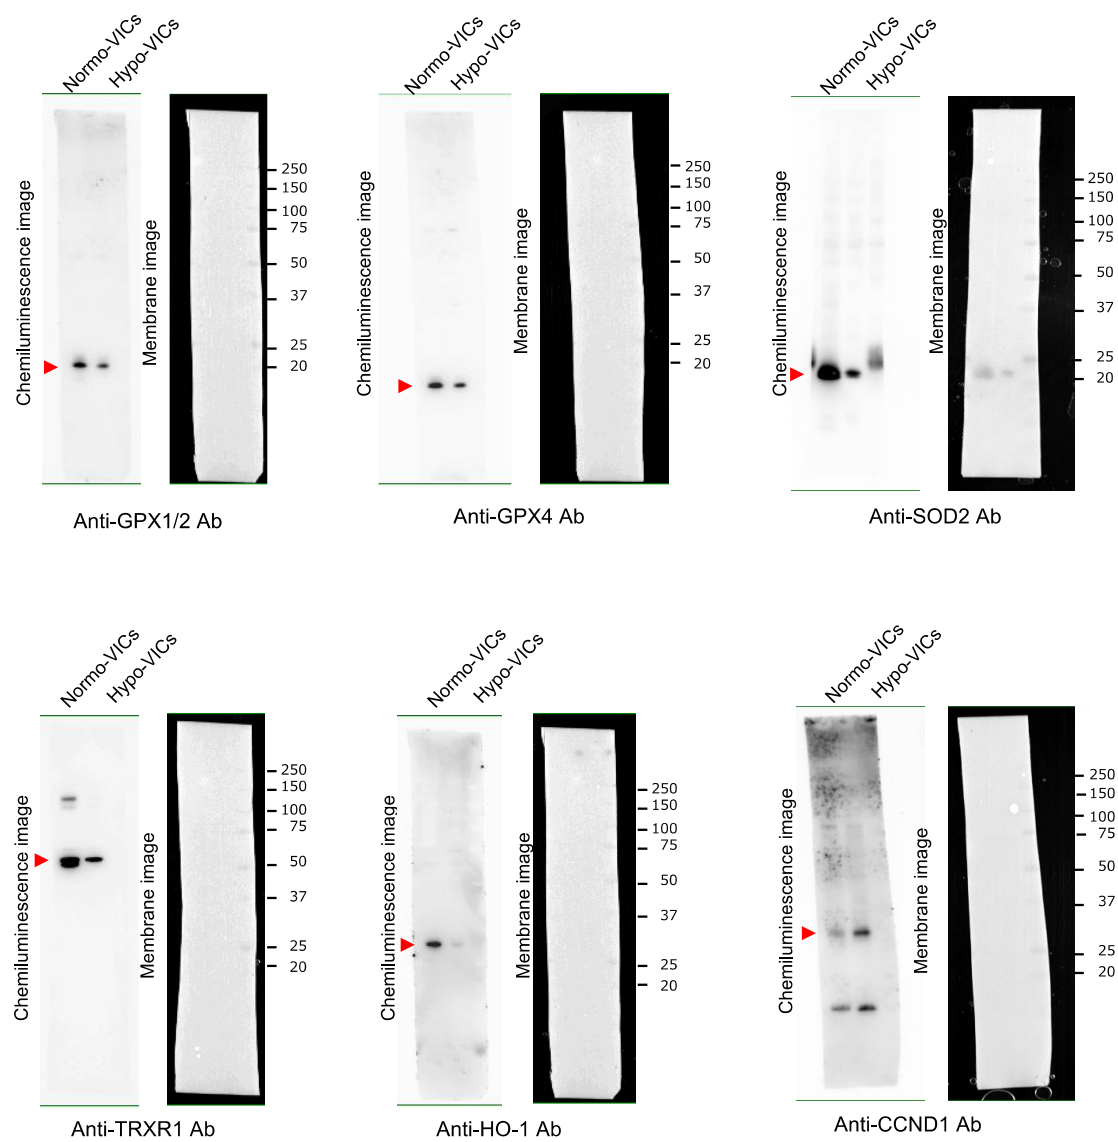 Normo-VICs
Hypo-VICs
Chemiluminescence image
Membrane image
250
150
100
75
50
37
25
20
Anti-GPX1/2 Ab
Normo-VICs
Hypo-VICs
Chemiluminescence image
Membrane image
250
150
100
75
50
37
25
20
Anti-GPX4 Ab
Normo-VICs
Hypo-VICs
Chemiluminescence image
Membrane image
250
150
100
75
50
37
25
20
Anti-SOD2 Ab
Normo-VICs
Hypo-VICs
Chemiluminescence image
Membrane image
250
150
100
75
50
37
25
20
Anti-TRXR1 Ab
Normo-VICs
Hypo-VICs
Chemiluminescence image
Membrane image
250
150
100
75
50
37
25
20
Anti-HO-1 Ab
Normo-VICs
Hypo-VICs
Chemiluminescence image
Membrane image
250
150
100
75
50
37
25
20
Anti-CCND1 Ab